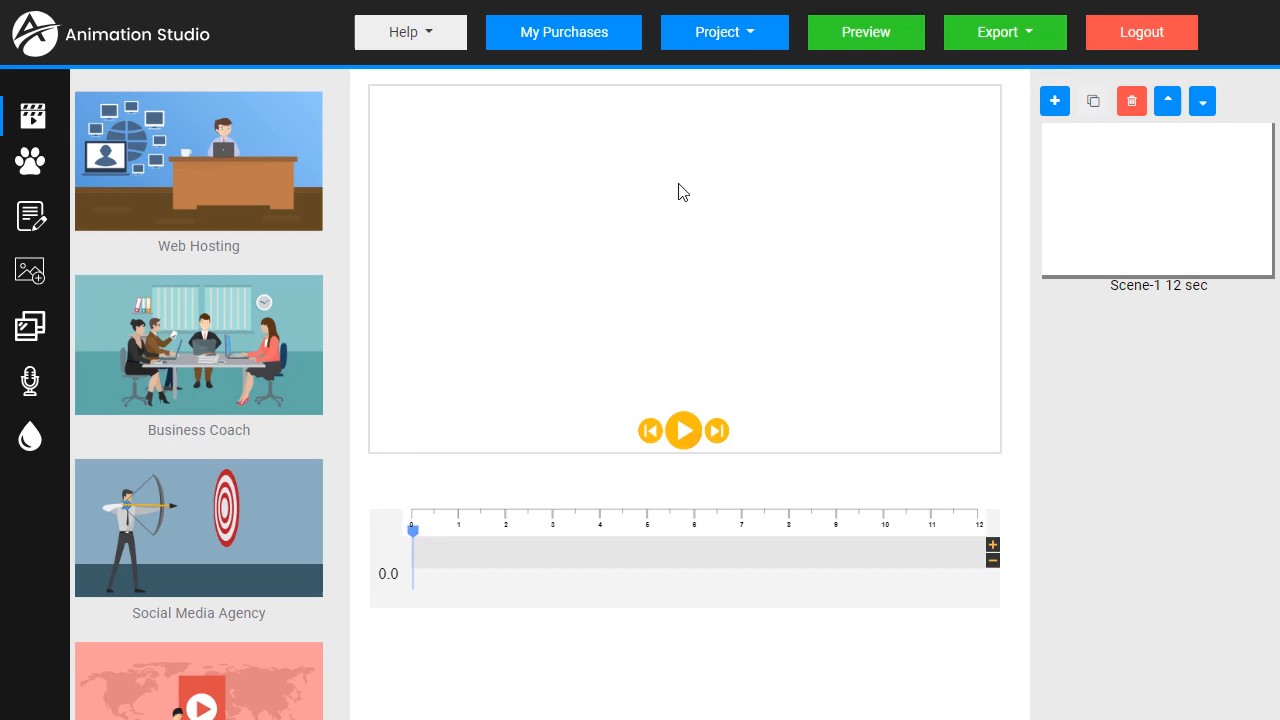 Animation Studio
Help
My Purchases
Project
Preview
Export
Logout
Web Hosting
Business Coach
Social Media Agency
Scene-1 12 sec
0 1 2 3 4 5 6 7 8 9 10 11 12
0.0